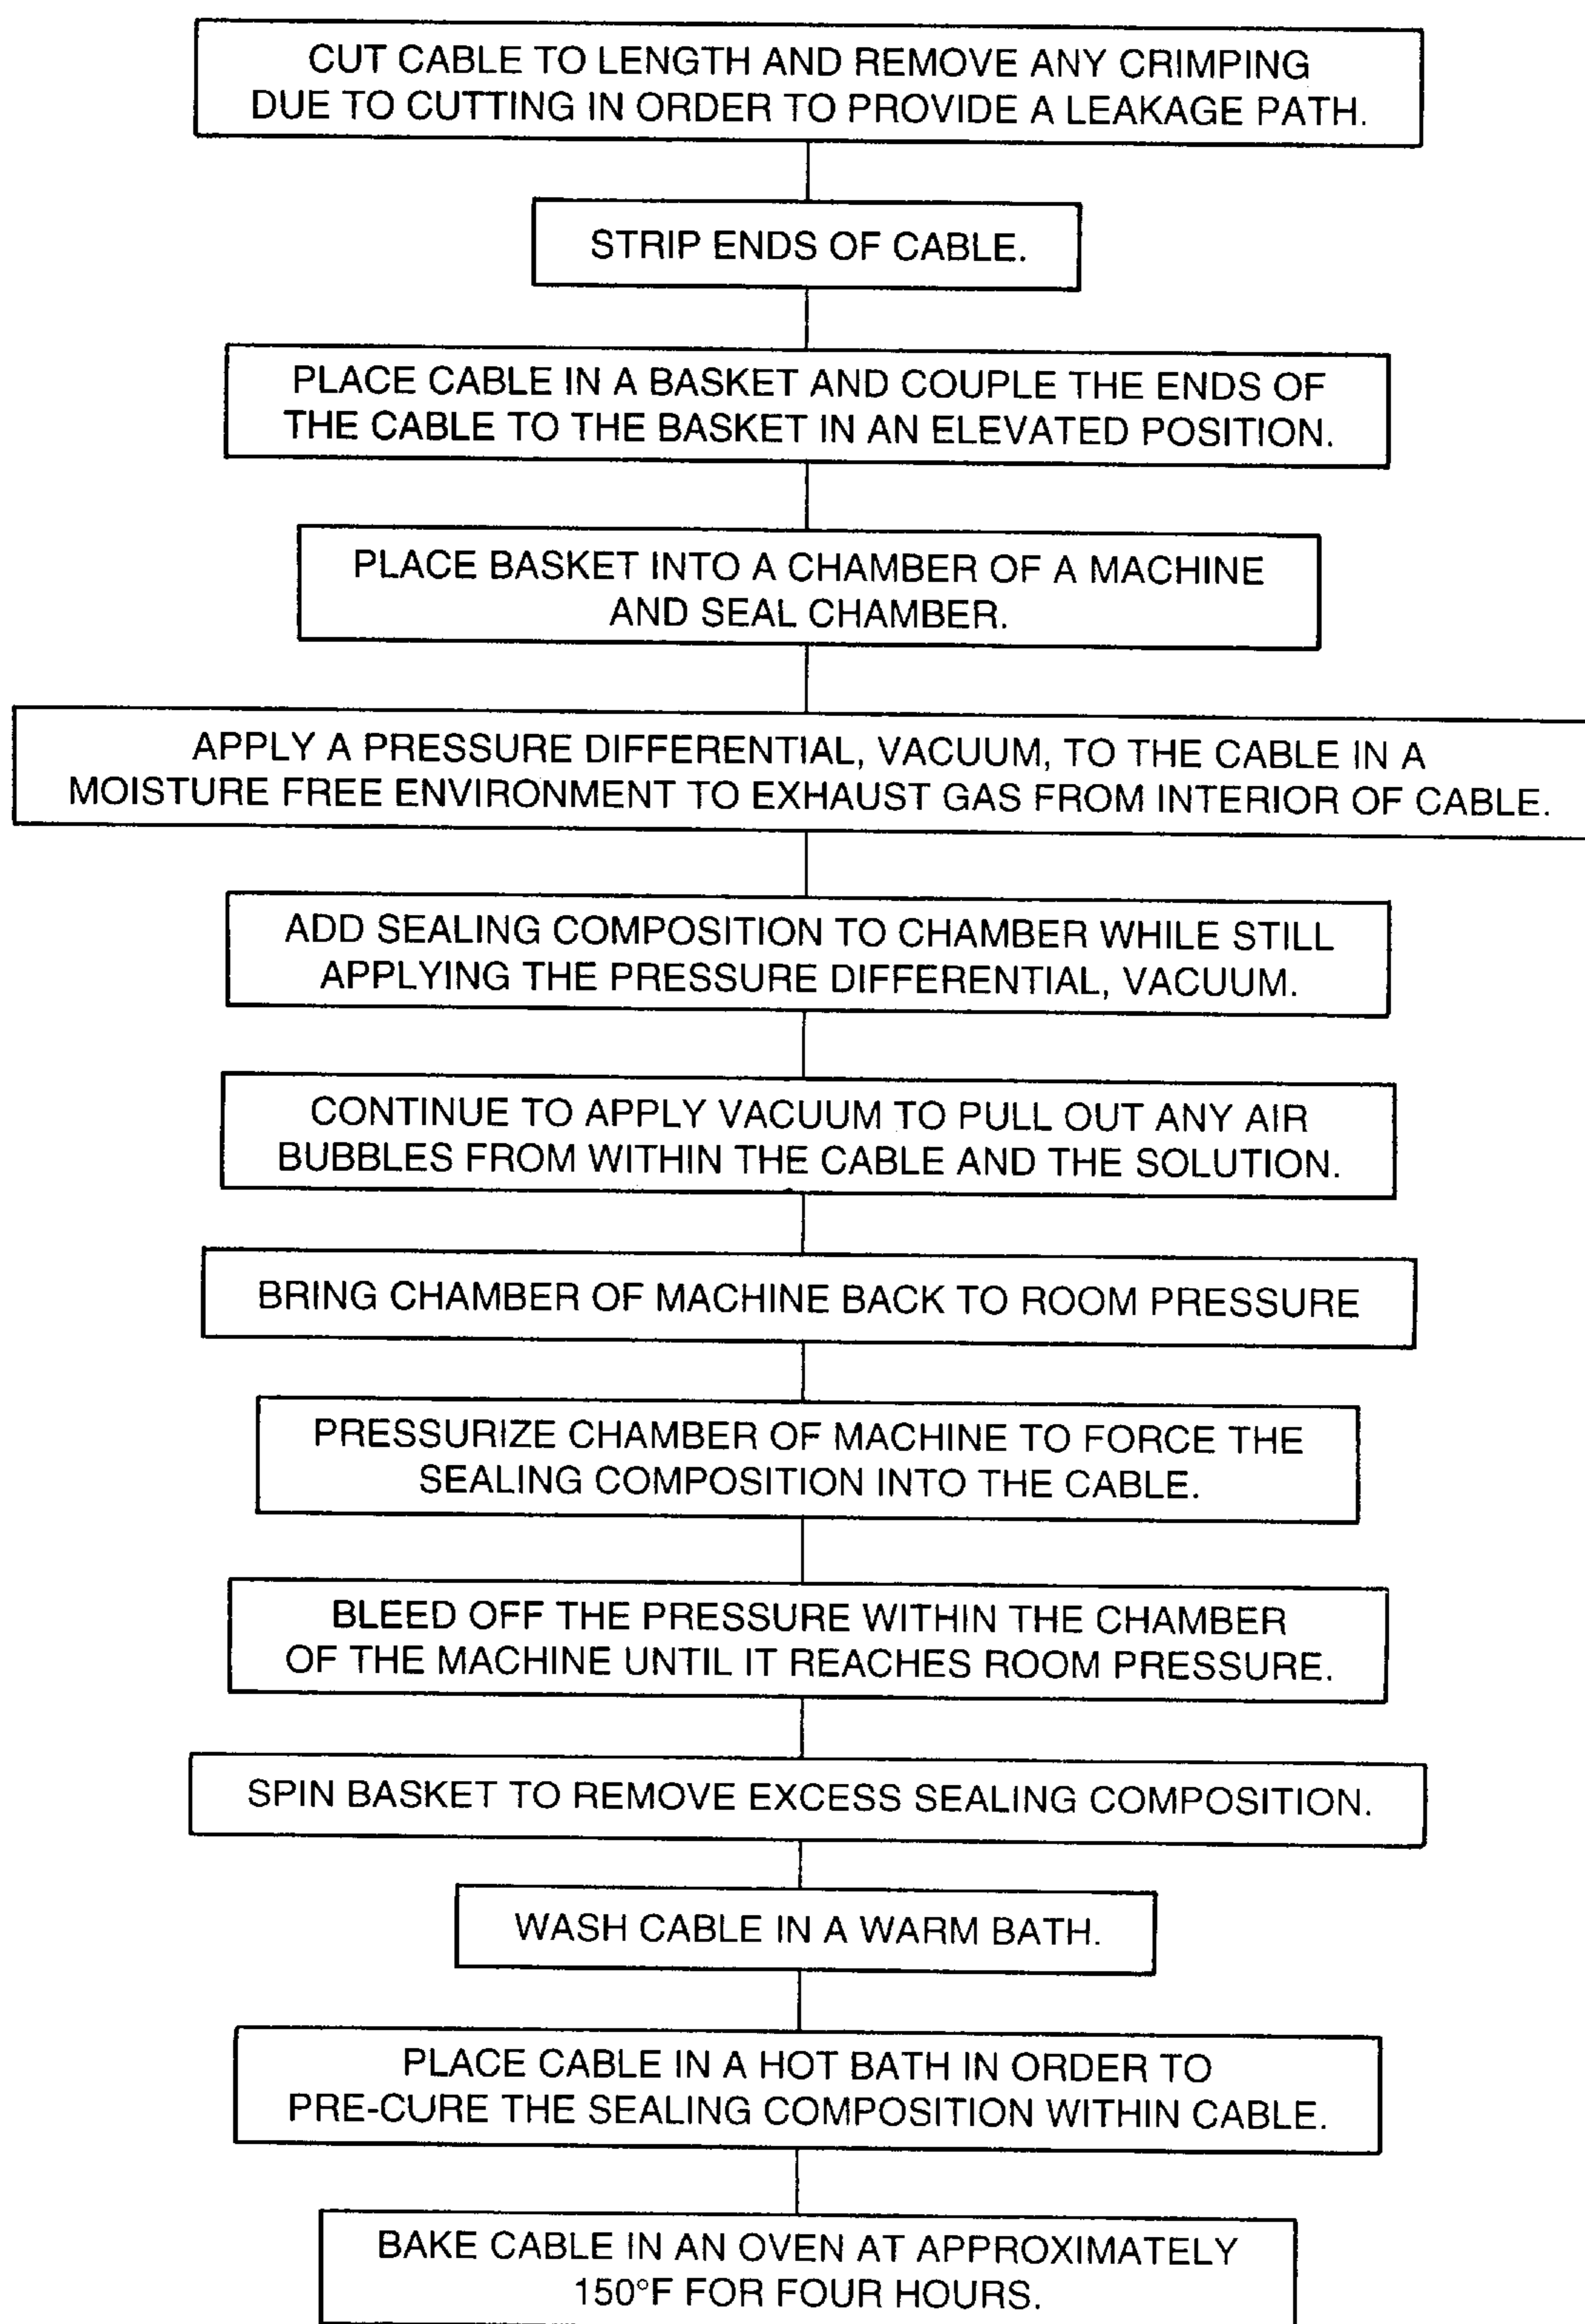 CUT CABLE TO LENGTH AND REMOVE ANY CRIMPING
DUE TO CUTTING IN ORDER TO PROVIDE A LEAKAGE PATH.
STRIP ENDS OF CABLE.
PLACE CABLE IN A BASKET AND COUPLE THE ENDS OF
THE CABLE TO THE BASKET IN AN ELEVATED POSITION.
PLACE BASKET INTO A CHAMBER OF A MACHINE
AND SEAL CHAMBER.
APPLY A PRESSURE DIFFERENTIAL, VACUUM, TO THE CABLE IN A
MOISTURE FREE ENVIRONMENT TO EXHAUST GAS FROM INTERIOR OF CABLE.
ADD SEALING COMPOSITION TO CHAMBER WHILE STILL
APPLYING THE PRESSURE DIFFERENTIAL, VACUUM.
CONTINUE TO APPLY VACUUM TO PULL OUT ANY AIR
BUBBLES FROM WITHIN THE CABLE AND THE SOLUTION.
BRING CHAMBER OF MACHINE BACK TO ROOM PRESSURE
PRESSURIZE CHAMBER OF MACHINE TO FORCE THE
SEALING COMPOSITION INTO THE CABLE.
BLEED OFF THE PRESSURE WITHIN THE CHAMBER
OF THE MACHINE UNTIL IT REACHES ROOM PRESSURE.
SPIN BASKET TO REMOVE EXCESS SEALING COMPOSITION.
WASH CABLE IN A WARM BATH.
PLACE CABLE IN A HOT BATH IN ORDER TO
PRE-CURE THE SEALING COMPOSITION WITHIN CABLE.
BAKE CABLE IN AN OVEN AT APPROXIMATELY
150°F FOR FOUR HOURS.